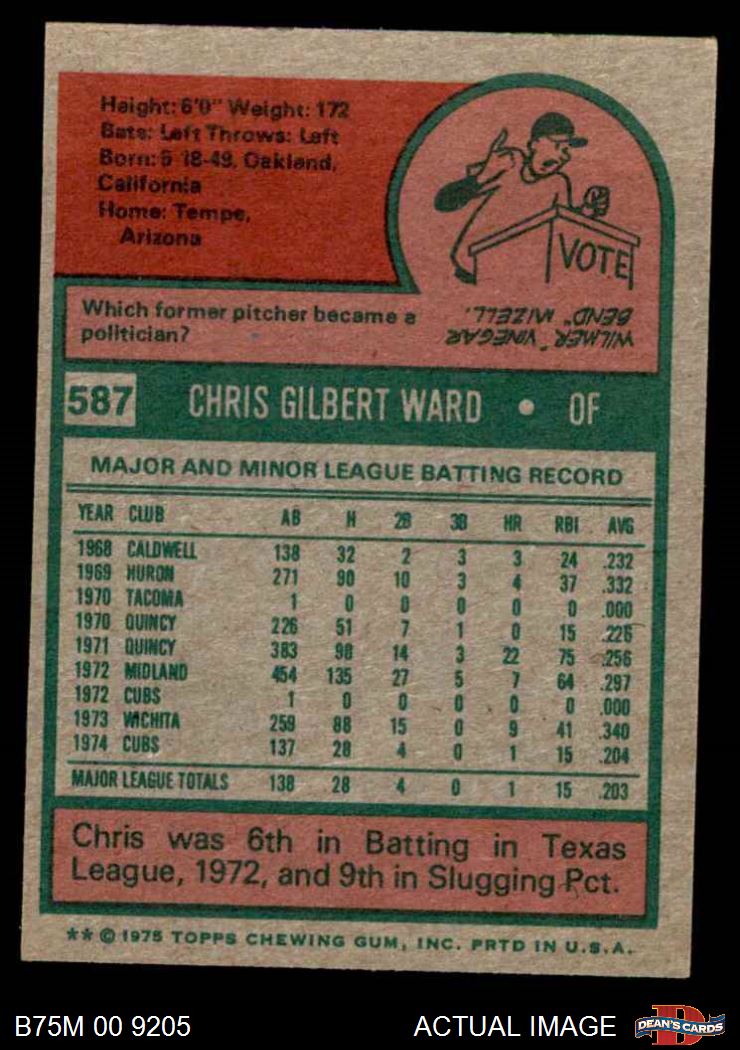 Height: 6'0" Weight: 172
Bats: Left Throws: Left
Born: 5-18-49, Oakland,
California
Home: Tempe,
Arizona
VOTE
Which former pitcher became a
politician?
WILMER "VINEGAR
BEND" MIZELL.
587 CHRIS GILBERT WARD • OF
MAJOR AND MINOR LEAGUE BATTING RECORD
YEAR CLUB AB H 2B 3B HR RBI AVG
1968 CALDWELL 138 32 2 3 3 24 .232
1969 HURON 271 90 10 3 4 37 .332
1970 TACOMA 1 0 0 0 0 0 .000
1970 QUINCY 226 51 7 1 0 15 .226
1971 QUINCY 383 98 14 3 22 75 .256
1972 MIDLAND 454 135 27 5 7 64 .297
1972 CUBS 1 0 0 0 0 0 .000
1973 WICHITA 259 88 15 0 9 41 .340
1974 CUBS 137 28 4 0 1 15 .204
MAJOR LEAGUE TOTALS 138 28 4 0 1 15 .203
Chris was 6th in Batting in Texas
League, 1972, and 9th in Slugging Pct.
** © 1975 TOPPS CHEWING GUM, INC. PRTD IN U.S.A.
B75M 00 9205 ACTUAL IMAGE D DEAN'S CARDS